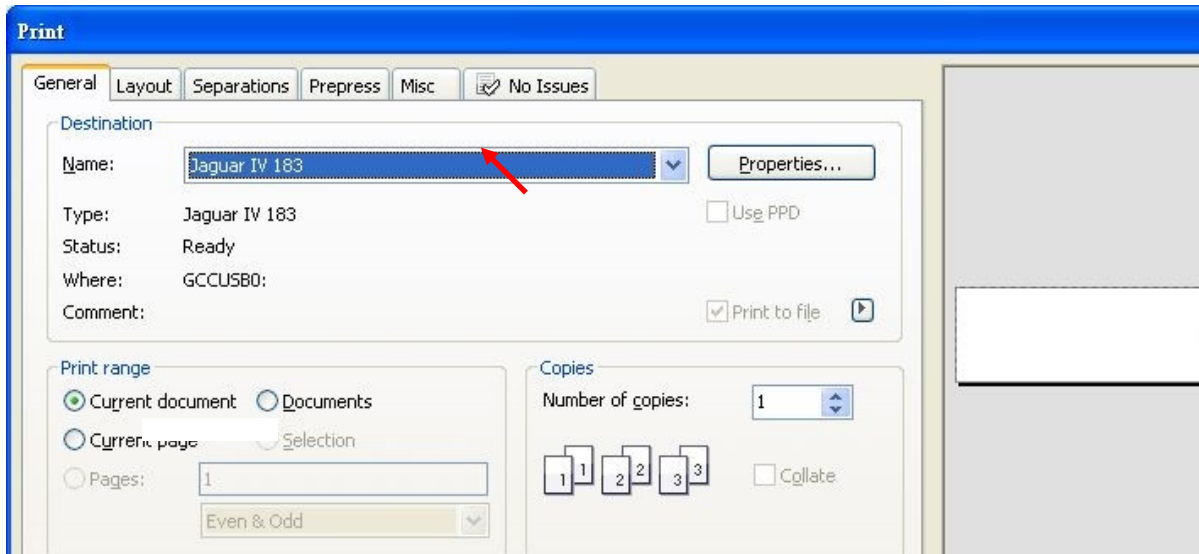 Print
General Layout Separations Prepress Misc No Issues
Destination
Name: Jaguar IV 183 Properties...
Type: Jaguar IV 183 Use PPD
Status: Ready
Where: GCCUSB0:
Comment: Print to file
Print range
Current document Documents
Current page Selection
Pages: 1
Even & Odd
Copies
Number of copies: 1
1 1 2 2 3 3 Collate